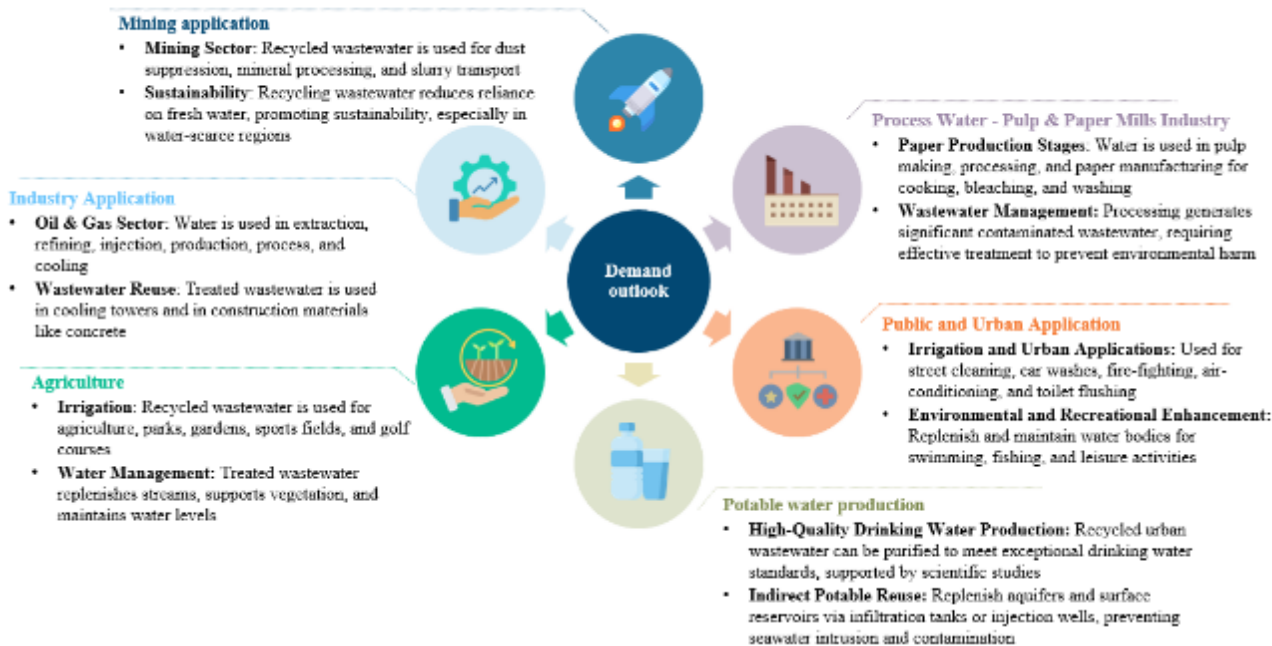 Mining application
• Mining Sector: Recycled wastewater is used for dust
suppression, mineral processing, and slurry transport
• Sustainability: Recycling wastewater reduces reliance
on fresh water, promoting sustainability, especially in
water-scarce regions
Industry Application
• Oil & Gas Sector: Water is used in extraction,
refining, injection, production, process, and
cooling
• Wastewater Reuse: Treated wastewater is used
in cooling towers and in construction materials
like concrete
Agriculture
• Irrigation: Recycled wastewater is used for
agriculture, parks, gardens, sports fields, and golf
courses
• Water Management: Treated wastewater
replenishes streams, supports vegetation, and
maintains water levels
Demand
outlook
Process Water - Pulp & Paper Mills Industry
• Paper Production Stages: Water is used in pulp
making, processing, and paper manufacturing for
cooking, bleaching, and washing
• Wastewater Management: Processing generates
significant contaminated wastewater, requiring
effective treatment to prevent environmental harm
Public and Urban Application
• Irrigation and Urban Applications: Used for
street cleaning, car washes, fire-fighting, air-
conditioning, and toilet flushing
• Environmental and Recreational Enhancement:
Replenish and maintain water bodies for
swimming, fishing, and leisure activities
Potable water production
• High-Quality Drinking Water Production: Recycled urban
wastewater can be purified to meet exceptional drinking water
standards, supported by scientific studies
• Indirect Potable Reuse: Replenish aquifers and surface
reservoirs via infiltration tanks or injection wells, preventing
seawater intrusion and contamination